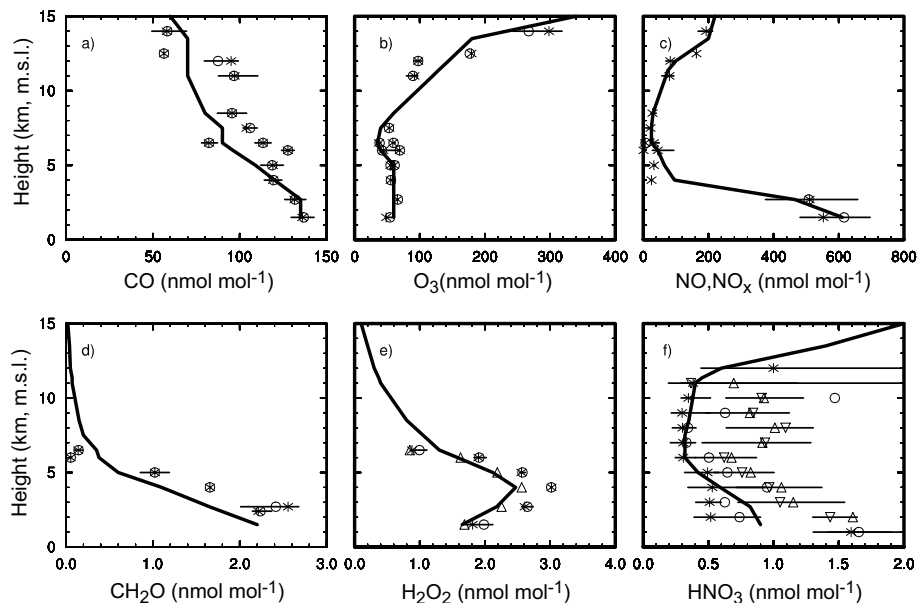 15
10
5
0
Height (km, m.s.l.)
a)
0
50
100
150
CO (nmol mol-1)
b)
0
100
200
300
400
O3(nmol mol-1)
c)
0
200
400
600
800
NO,NOx (nmol mol-1)
15
10
5
0
Height (km, m.s.l.)
d)
0.0
1.0
2.0
3.0
CH2O (nmol mol-1)
e)
0.0
1.0
2.0
3.0
4.0
H2O2 (nmol mol-1)
f)
0.0
0.5
1.0
1.5
2.0
HNO3 (nmol mol-1)